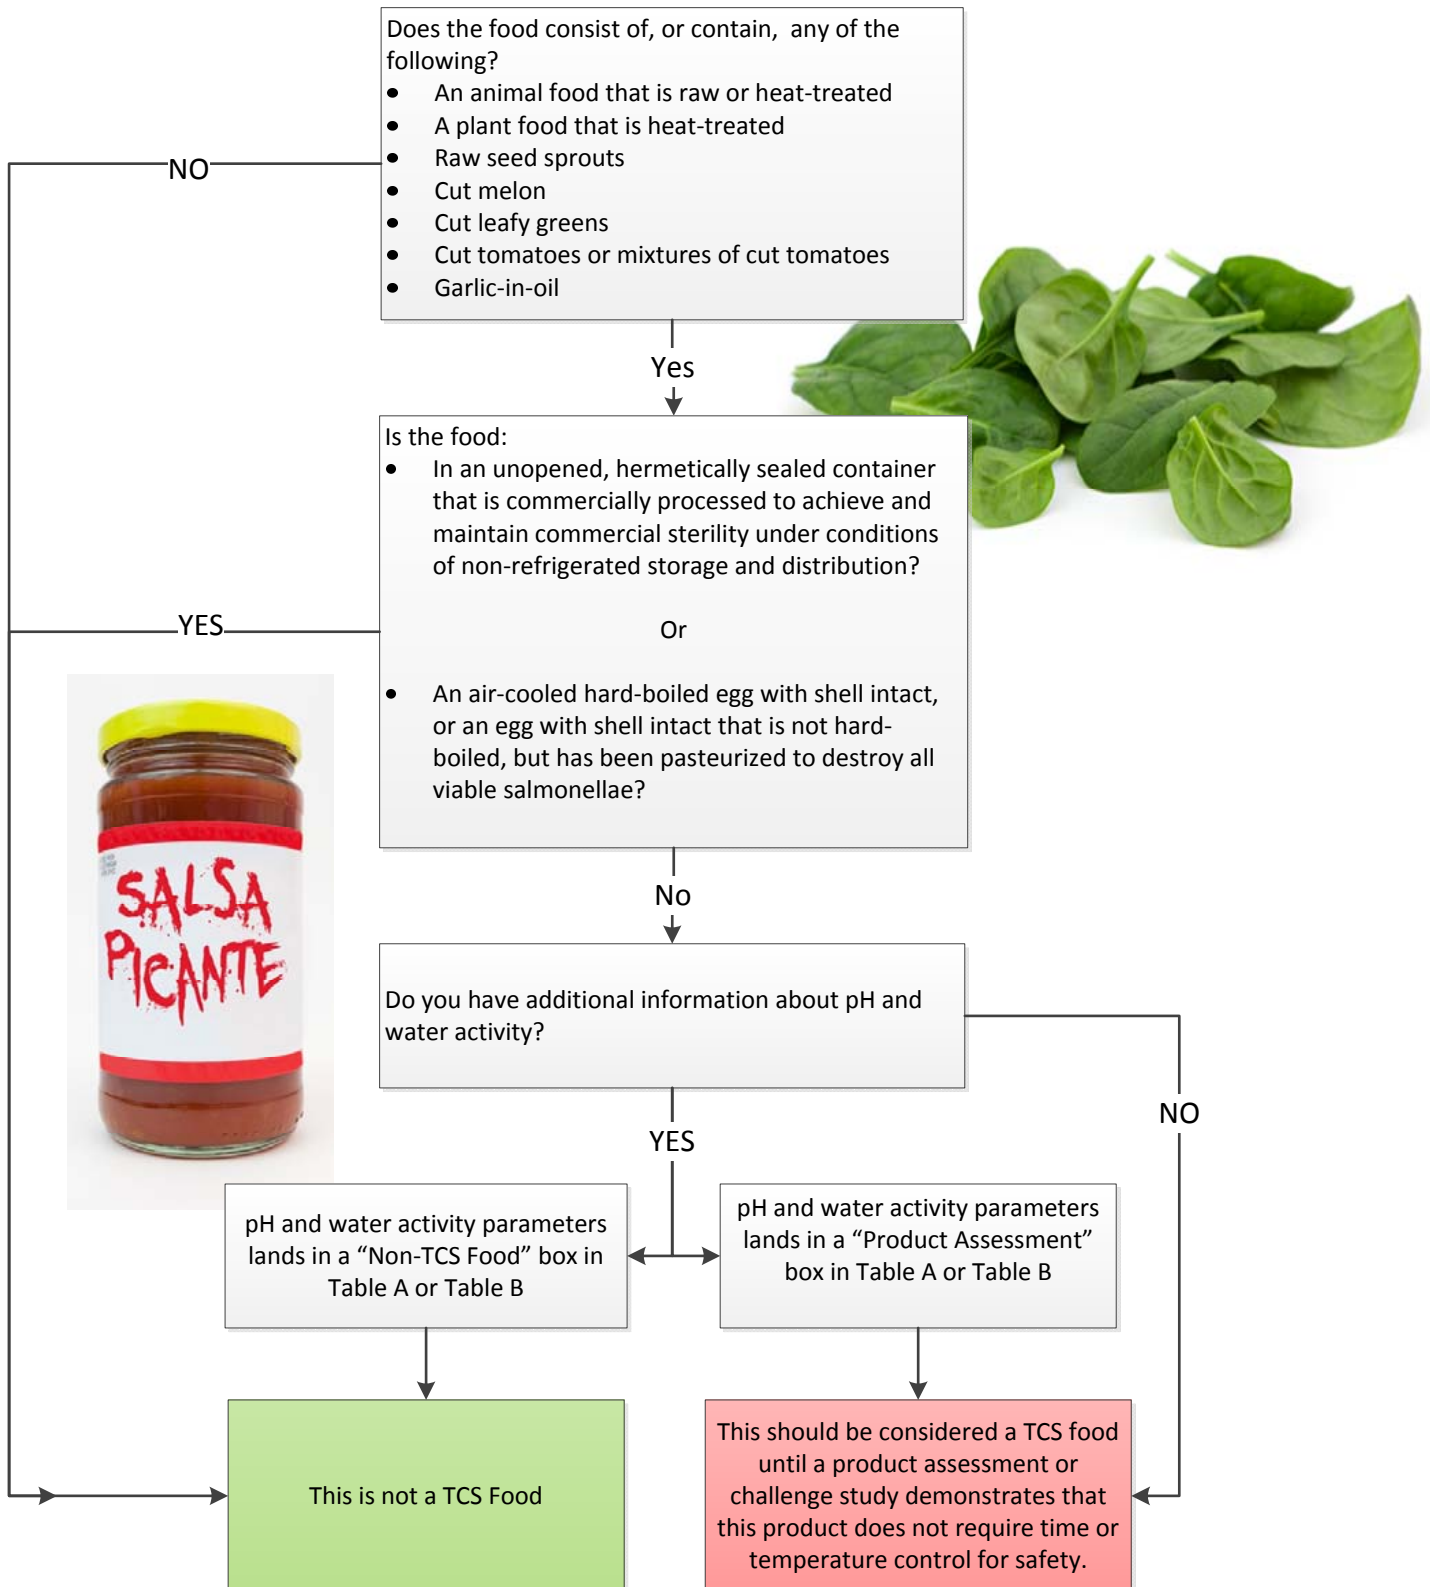 Does the food consist of, or contain,  any of the
following?
• An animal food that is raw or heat-treated
• A plant food that is heat-treated
• Raw seed sprouts
• Cut melon
• Cut leafy greens
• Cut tomatoes or mixtures of cut tomatoes
• Garlic-in-oil
NO
Yes
Is the food:
• In an unopened, hermetically sealed container
that is commercially processed to achieve and
maintain commercial sterility under conditions
of non-refrigerated storage and distribution?
Or
• An air-cooled hard-boiled egg with shell intact,
or an egg with shell intact that is not hard-
boiled, but has been pasteurized to destroy all
viable salmonellae?
YES
SALSA
PICANTE
No
Do you have additional information about pH and
water activity?
YES
NO
pH and water activity parameters
lands in a “Non-TCS Food” box in
Table A or Table B
pH and water activity parameters
lands in a “Product Assessment”
box in Table A or Table B
This is not a TCS Food
This should be considered a TCS food
until a product assessment or
challenge study demonstrates that
this product does not require time or
temperature control for safety.